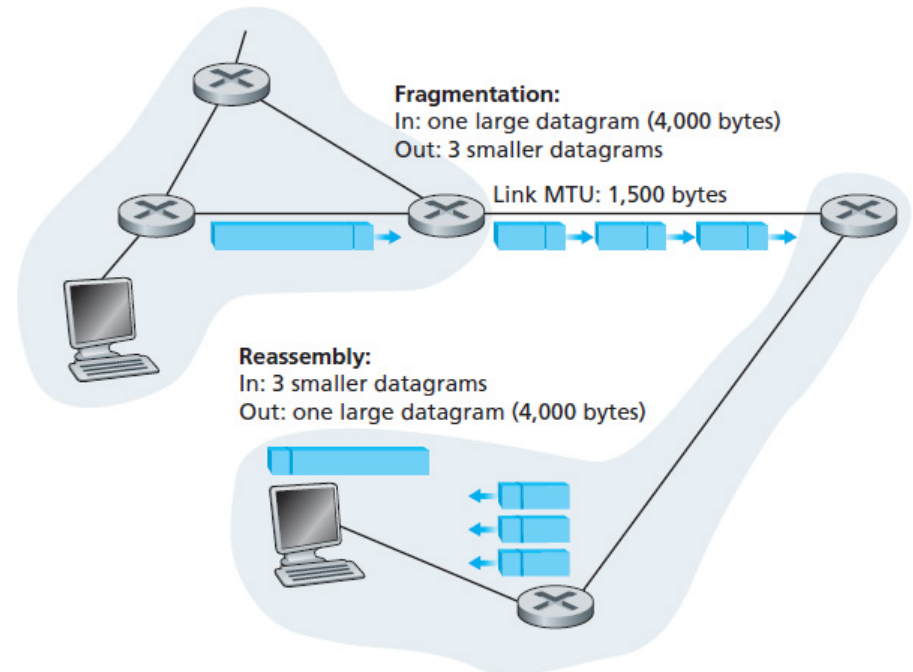 Fragmentation:
In: one large datagram (4,000 bytes)
Out: 3 smaller datagrams
Link MTU: 1,500 bytes
Reassembly:
In: 3 smaller datagrams
Out: one large datagram (4,000 bytes)